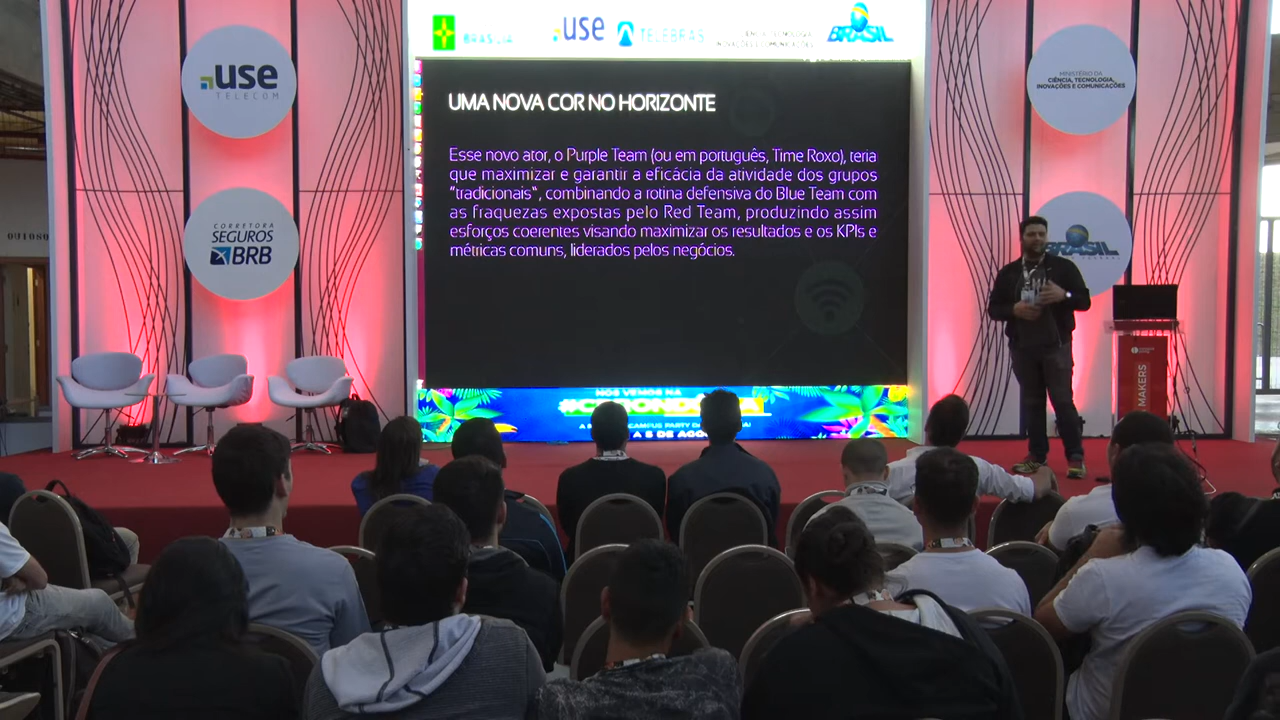 BRASÍLIA
use
TELEBRAS
BRASIL
use
TELECOM
MINISTÉRIO DA
CIÊNCIA, TECNOLOGIA,
INOVAÇÕES E COMUNICAÇÕES
UMA NOVA COR NO HORIZONTE
Esse novo ator, o Purple Team (ou em português, Time Roxo), teria
que maximizar e garantir a eficácia da atividade dos grupos
"tradicionais", combinando a rotina defensiva do Blue Team com
as fraquezas expostas pelo Red Team, produzindo assim
esforços coerentes visando maximizar os resultados e os KPIs e
métricas comuns, liderados pelos negócios.
CORRETORA
SEGUROS
BRB
BRASIL
MAKERS
NOS VEMOS NA
A 5 DE AGO